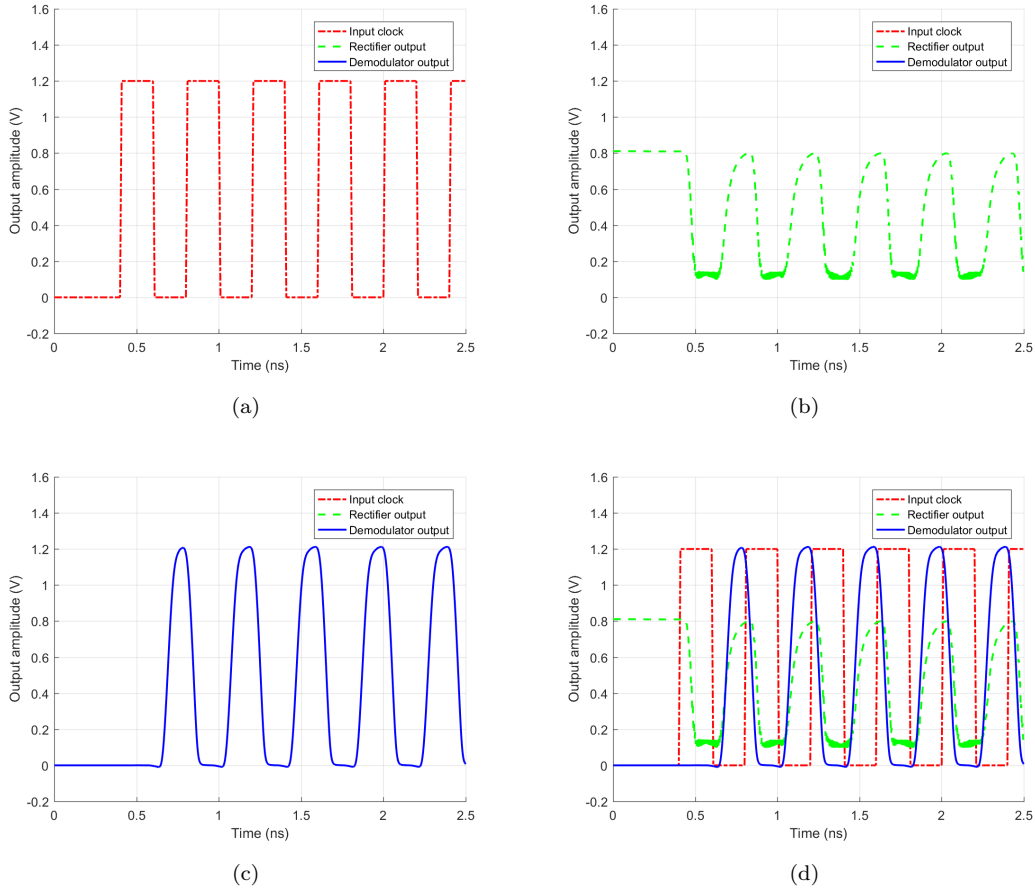 1.6
1.4
1.2
1
0.8
0.6
0.4
0.2
0
-0.2
Output amplitude (V)
Input clock
Rectifier output
Demodulator output
0 0.5 1 1.5 2 2.5
Time (ns)
(a)
1.6
1.4
1.2
1
0.8
0.6
0.4
0.2
0
-0.2
Output amplitude (V)
Input clock
Rectifier output
Demodulator output
0 0.5 1 1.5 2 2.5
Time (ns)
(b)
1.6
1.4
1.2
1
0.8
0.6
0.4
0.2
0
-0.2
Output amplitude (V)
Input clock
Rectifier output
Demodulator output
0 0.5 1 1.5 2 2.5
Time (ns)
(c)
1.6
1.4
1.2
1
0.8
0.6
0.4
0.2
0
-0.2
Output amplitude (V)
Input clock
Rectifier output
Demodulator output
0 0.5 1 1.5 2 2.5
Time (ns)
(d)